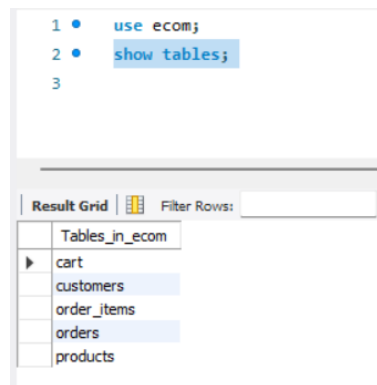 1 use ecom;
2 show tables;
3
Result Grid Filter Rows:
Tables_in_ecom
cart
customers
order_items
orders
products